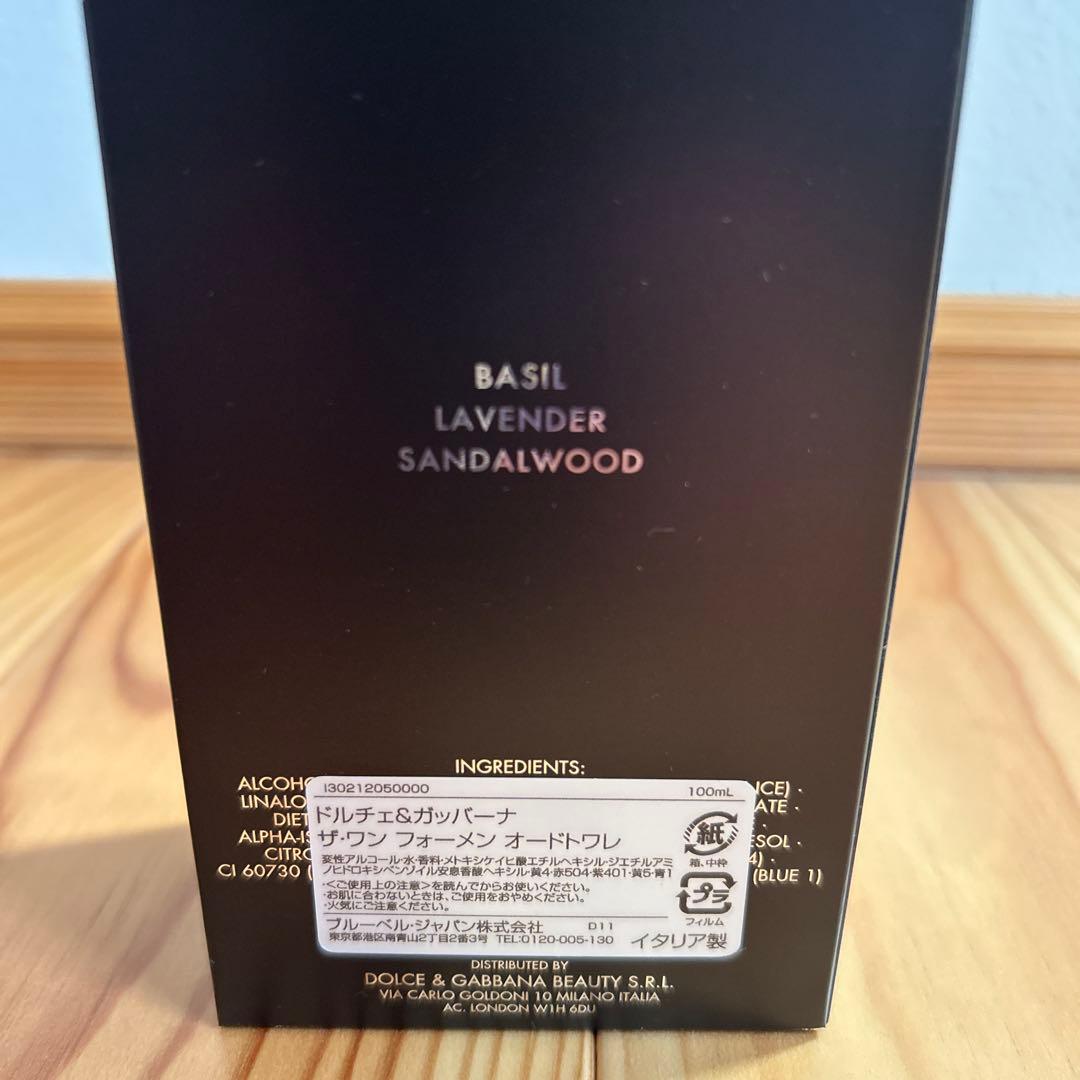 BASIL
LAVENDER
SANDALWOOD
INGREDIENTS:
I30212050000 100mL
ドルチェ&ガッバーナ
ザ・ワン フォーメン オードトワレ
変性アルコール・水・香料・メトキシケイヒ酸エチルヘキシル・ジエチルアミ
ノヒドロキシベンゾイル安息香酸ヘキシル・黄4・赤504・紫401・黄5・青1
・<ご使用上の注意>を読んでからお使いください。
・お肌に合わないときは、ご使用をおやめください。
・火気にご注意ください。
紙
箱、中枠
プラ
フィルム
ブルーベル・ジャパン株式会社 D11
東京都港区南青山2丁目2番3号 TEL:0120-005-130 イタリア製
CI 60730 (BLUE 1)
DISTRIBUTED BY
DOLCE & GABBANA BEAUTY S.R.L.
VIA CARLO GOLDONI 10 MILANO ITALIA
AC. LONDON W1H 6DU